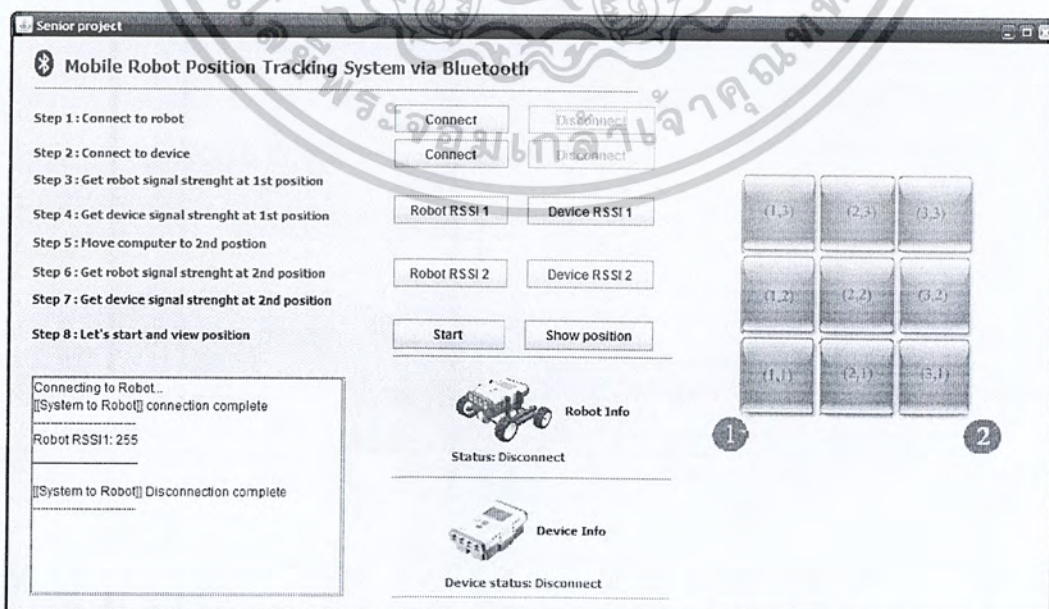 Senior project
Mobile Robot Position Tracking System via Bluetooth
Step 1 : Connect to robot
Connect
Disconnect
Step 2 : Connect to device
Connect
Disconnect
Step 3 : Get robot signal strenght at 1st position
Step 4 : Get device signal strenght at 1st position
Robot RSSI 1
Device RSSI 1
Step 5 : Move computer to 2nd postion
Step 6 : Get robot signal strenght at 2nd position
Robot RSSI 2
Device RSSI 2
Step 7 : Get device signal strenght at 2nd position
Step 8 : Let's start and view position
Start
Show position
(1,3) (2,3) (3,3)
(1,2) (2,2) (3,2)
(1,1) (2,1) (3,1)
1
2
Connecting to Robot...
[[System to Robot]] connection complete
Robot RSSI1: 255
[[System to Robot]] Disconnection complete
Robot Info
Status: Disconnect
Device Info
Device status: Disconnect